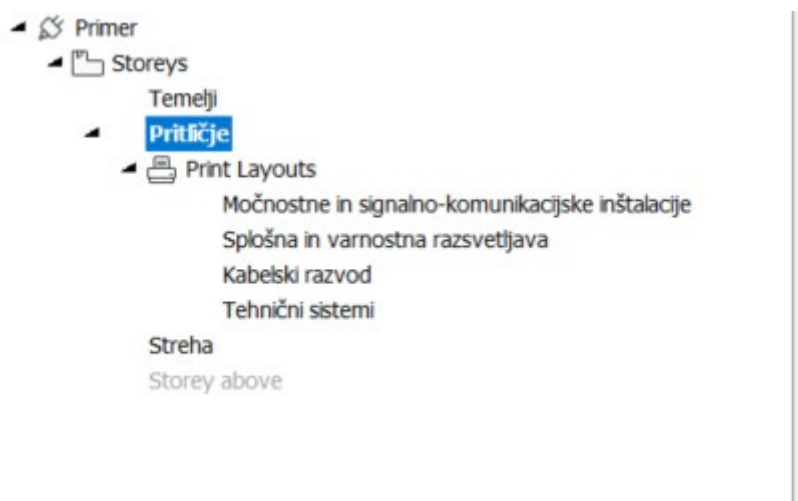 Primer
Storeys
Temelji
Pritličje
Print Layouts
Močnostne in signalno-komunikacijske inštalacije
Splošna in varnostna razsvetljava
Kabelski razvod
Tehnični sistemi
Streha
Storey above